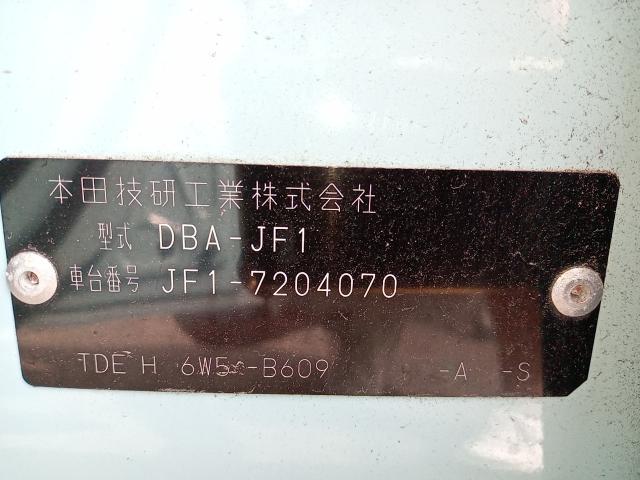 本田技研工業株式会社
型式 DBA-JF1
車台番号 JF1-7204070
TDE H 6W5 -B609 -A -S